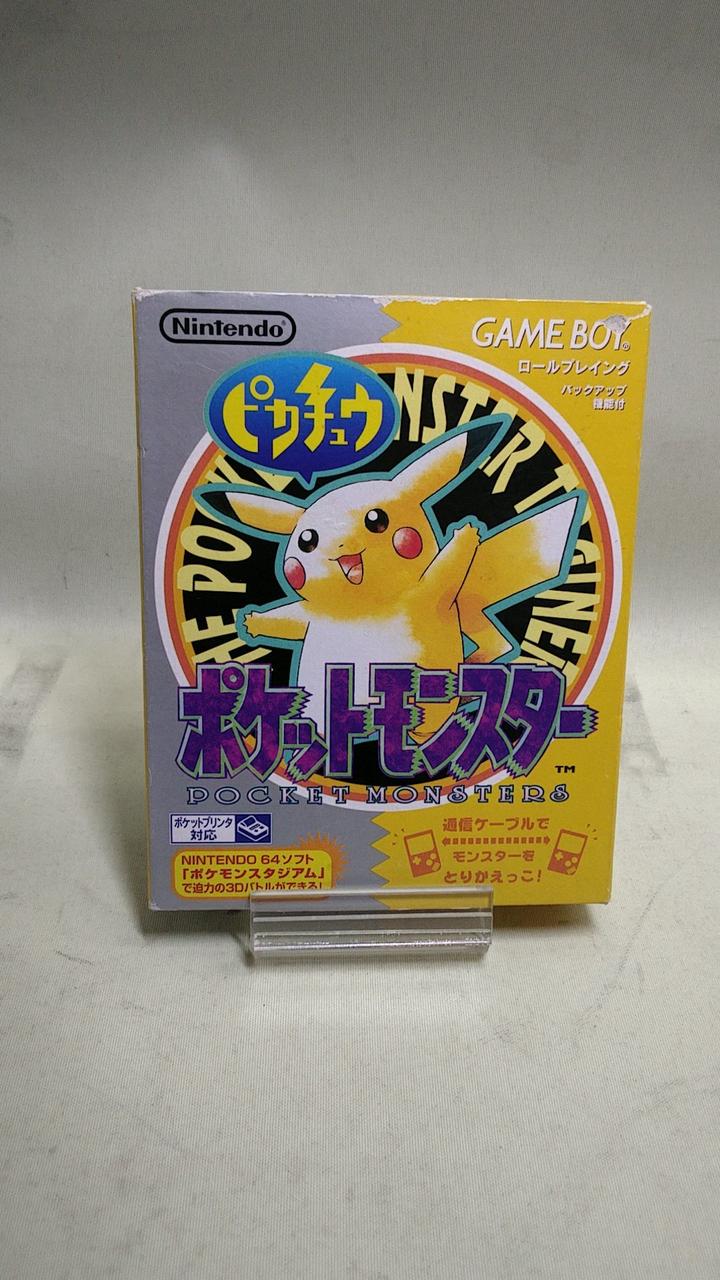 Nintendo®
GAME BOY®
ロールプレイング
バックアップ
機能付
ピカチュウ
ポケットモンスター
TM
POCKET MONSTERS
ポケットプリンタ
対応
NINTENDO 64ソフト
「ポケモンスタジアム」
で迫力の3Dバトルができる!
通信ケーブルで
モンスターを
とりかえっこ!